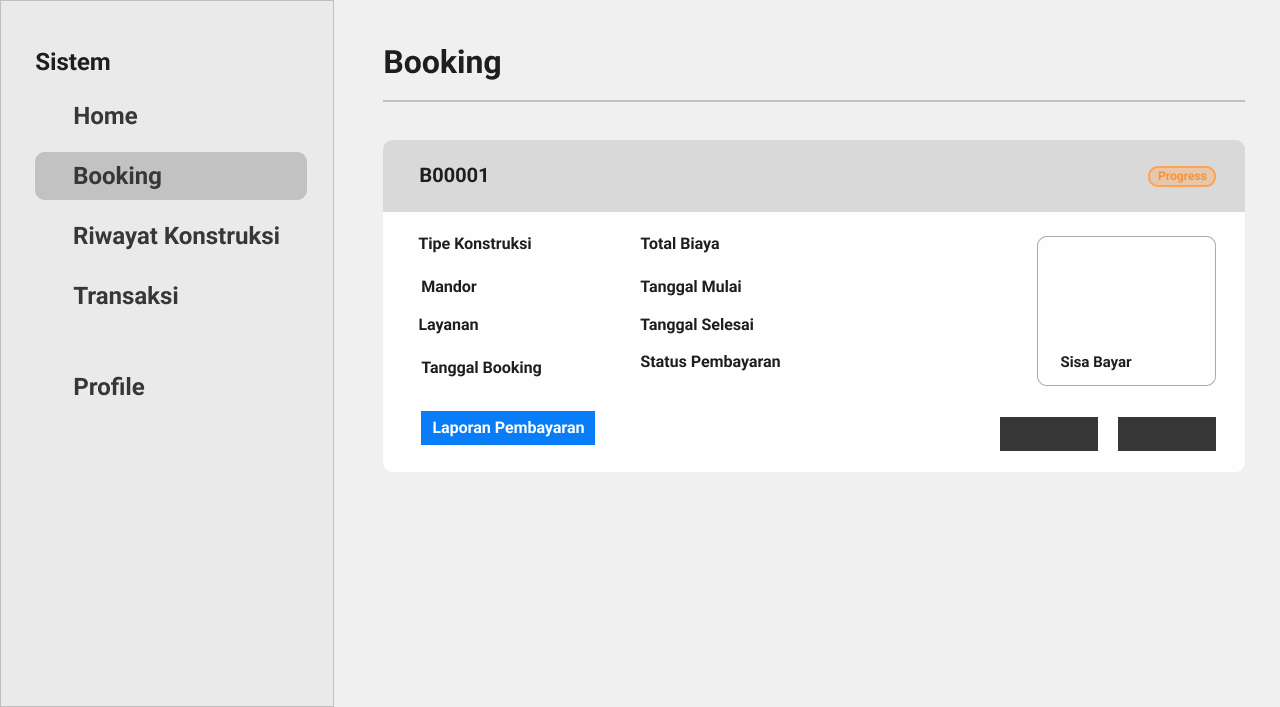 Sistem
Home
Booking
Riwayat Konstruksi
Transaksi
Profile
Booking
B00001
Progress
Tipe Konstruksi
Mandor
Layanan
Tanggal Booking
Total Biaya
Tanggal Mulai
Tanggal Selesai
Status Pembayaran
Sisa Bayar
Laporan Pembayaran